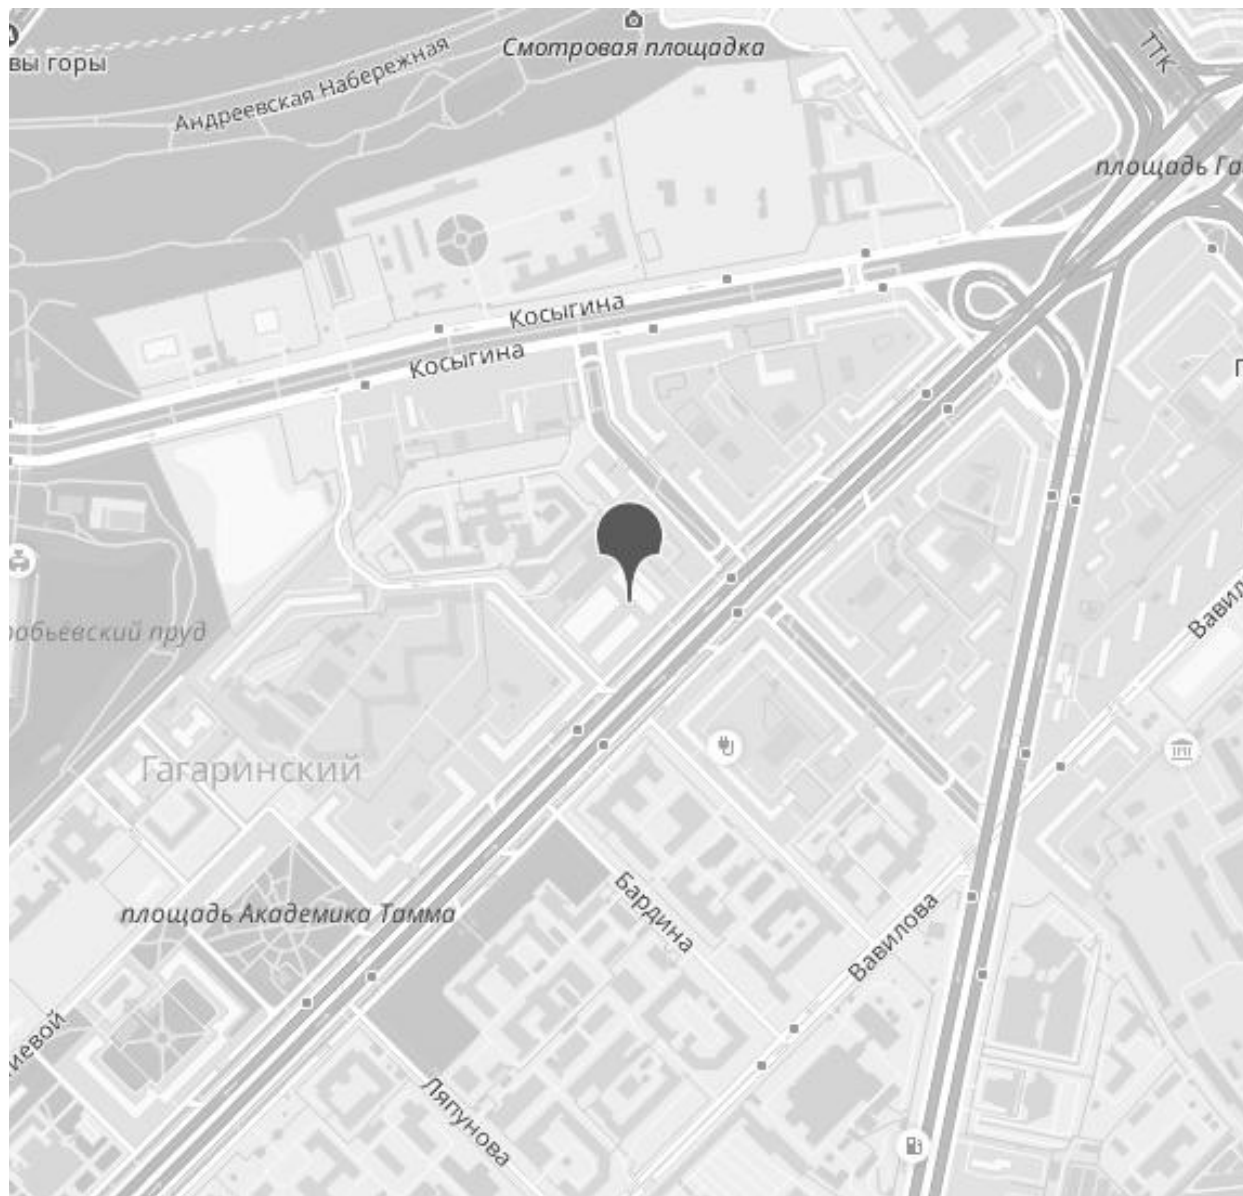 Смотровая площадка
ТТК
вы горы
Андреевская Набережная
площадь Га
Косыгина
Косыгина
Вавил
рабьёвский пруд
Гагаринский
Бардина
площадь Академика Тамма
Вавилова
иевой
Ляпунова